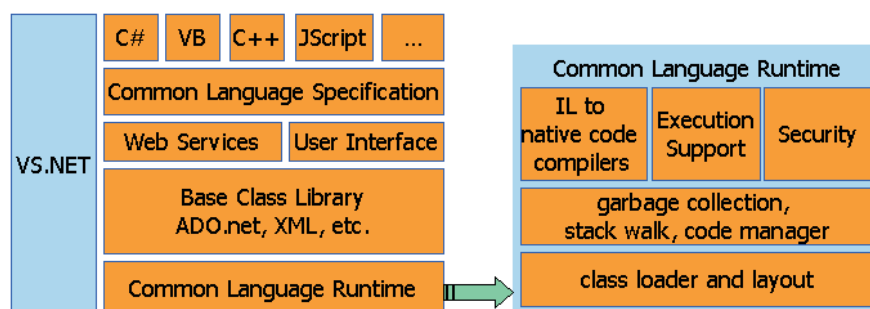 VS.NET
C#
VB
C++
JScript
...
Common Language Specification
Web Services
User Interface
Base Class Library
ADO.net, XML, etc.
Common Language Runtime
Common Language Runtime
IL to
native code
compilers
Execution
Support
Security
garbage collection,
stack walk, code manager
class loader and layout